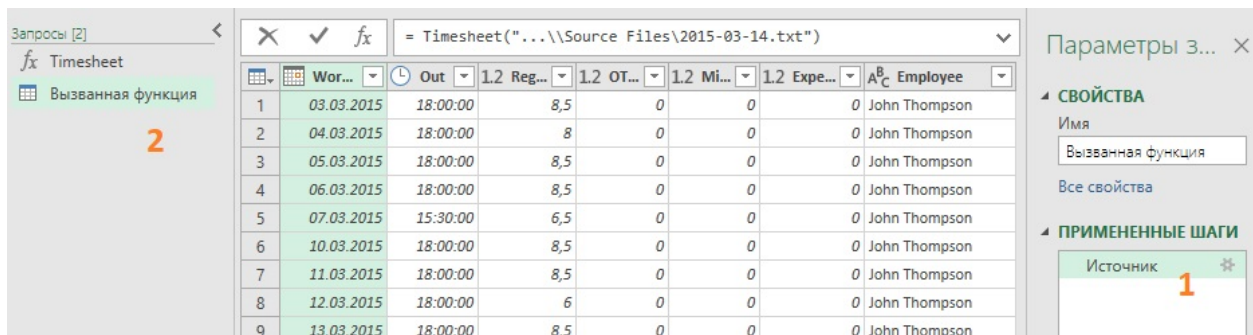 Запросы [2]
fx Timesheet
Вызванная функция
2
fx = Timesheet("...\\Source Files\2015-03-14.txt")
Wor... Out 1.2 Reg... 1.2 OT... 1.2 Mi... 1.2 Expe... ABC Employee
1 03.03.2015 18:00:00 8,5 0 0 0 John Thompson
2 04.03.2015 18:00:00 8 0 0 0 John Thompson
3 05.03.2015 18:00:00 8,5 0 0 0 John Thompson
4 06.03.2015 18:00:00 8,5 0 0 0 John Thompson
5 07.03.2015 15:30:00 6,5 0 0 0 John Thompson
6 10.03.2015 18:00:00 8,5 0 0 0 John Thompson
7 11.03.2015 18:00:00 8,5 0 0 0 John Thompson
8 12.03.2015 18:00:00 6 0 0 0 John Thompson
9 13.03.2015 18:00:00 8,5 0 0 0 John Thompson
Параметры з...
СВОЙСТВА
Имя
Вызванная функция
Все свойства
ПРИМЕНЕННЫЕ ШАГИ
Источник
1